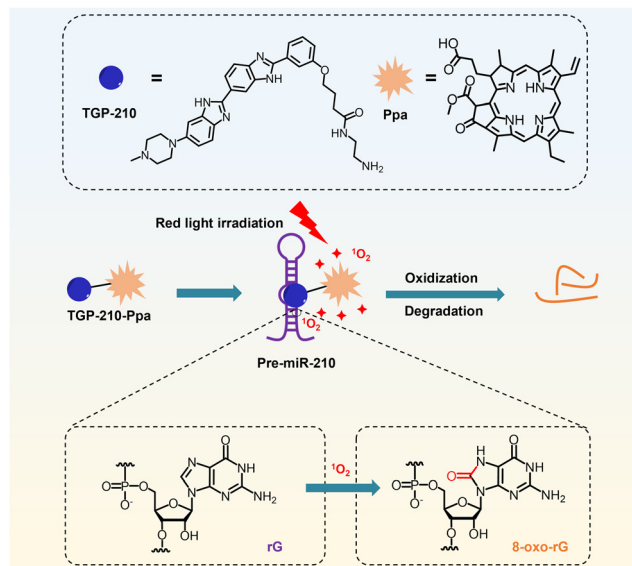 TGP-210
=
Ppa
=
N
NH
HN
N
N
N
O
O
HN
NH₂
HO
O
O
O
O
N
HN
NH
N
Red light irradiation
¹O₂
TGP-210-Ppa
¹O₂
Oxidization
Degradation
Pre-miR-210
O
N
NH
N
N
NH₂
O
O=P-O
O⁻
O
O
OH
rG
¹O₂
O
H
N
NH
O
N
N
NH₂
O
O=P-O
O⁻
O
O
OH
8-oxo-rG